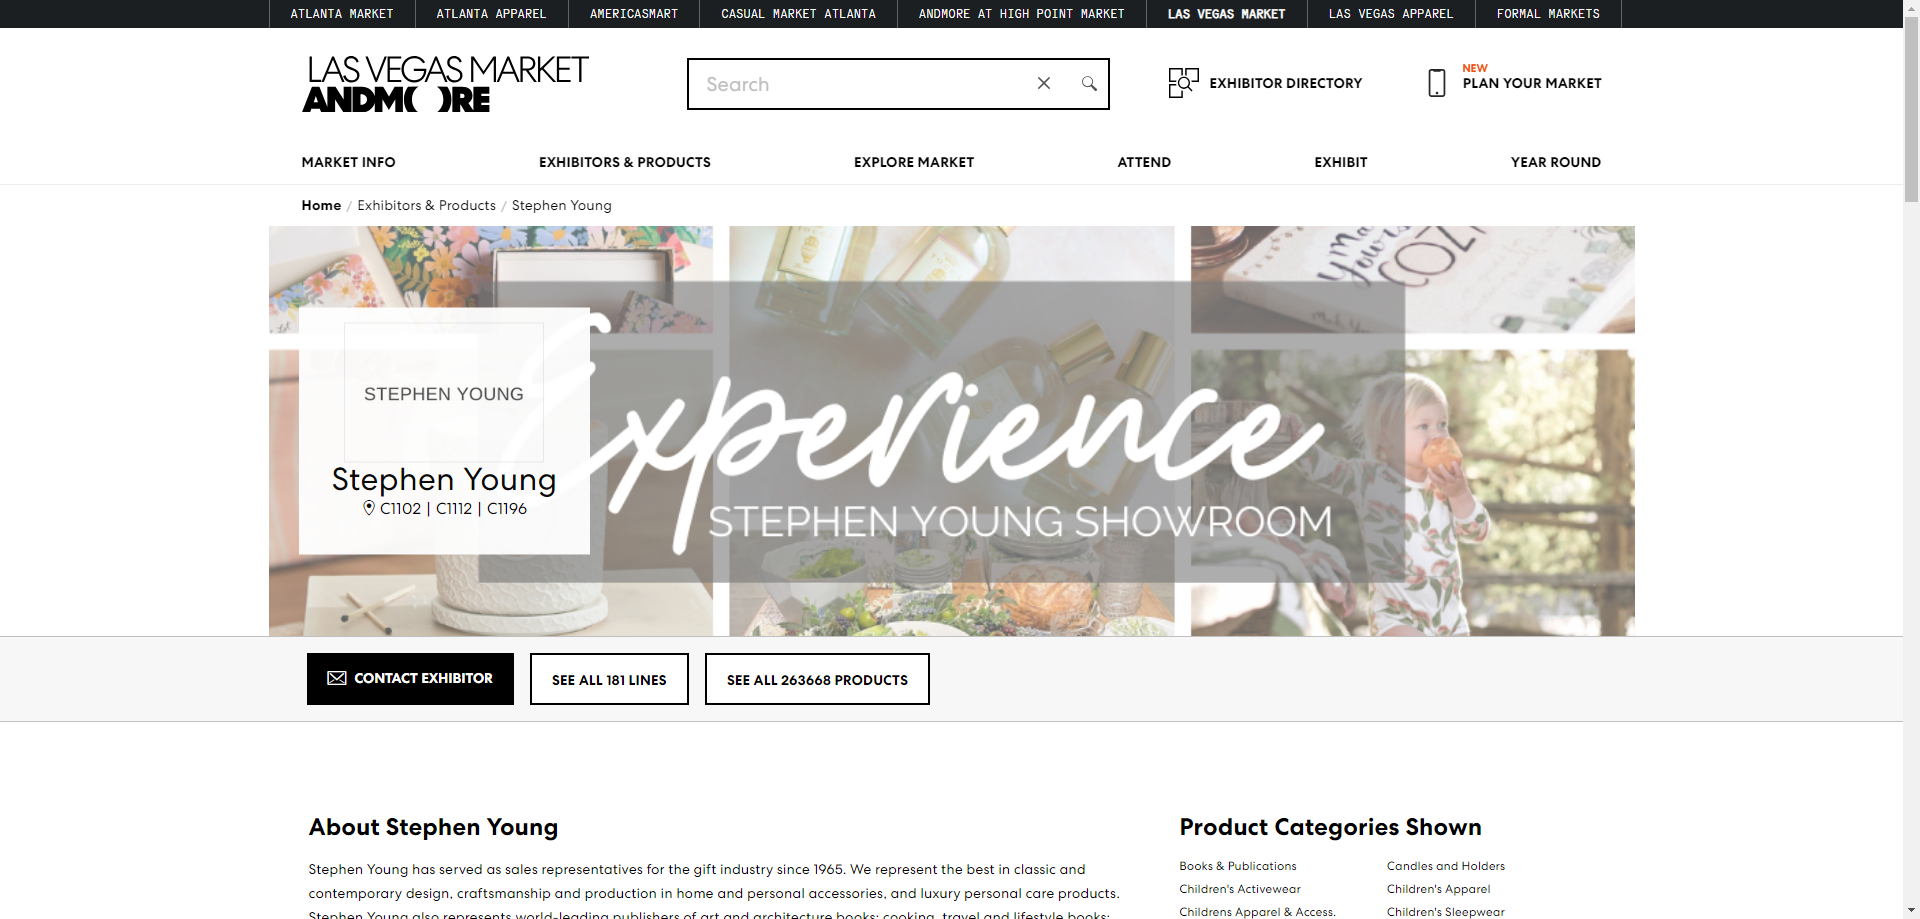 ATLANTA MARKET
ATLANTA APPAREL
AMERICASMART
CASUAL MARKET ATLANTA
ANDMORE AT HIGH POINT MARKET
LAS VEGAS MARKET
LAS VEGAS APPAREL
FORMAL MARKETS
LAS VEGAS MARKET
ANDMORE
Search
EXHIBITOR DIRECTORY
NEW
PLAN YOUR MARKET
MARKET INFO
EXHIBITORS & PRODUCTS
EXPLORE MARKET
ATTEND
EXHIBIT
YEAR ROUND
Home / Exhibitors & Products / Stephen Young
STEPHEN YOUNG
Stephen Young
C1102 | C1112 | C1196
Experience
STEPHEN YOUNG SHOWROOM
CONTACT EXHIBITOR
SEE ALL 181 LINES
SEE ALL 263668 PRODUCTS
About Stephen Young
Stephen Young has served as sales representatives for the gift industry since 1965. We represent the best in classic and
contemporary design, craftsmanship and production in home and personal accessories, and luxury personal care products.
Stephen Young also represents world-leading publishers of art and architecture books; cooking, travel and lifestyle books;
Product Categories Shown
Books & Publications
Candles and Holders
Children's Activewear
Children's Apparel
Childrens Apparel & Access.
Children's Sleepwear